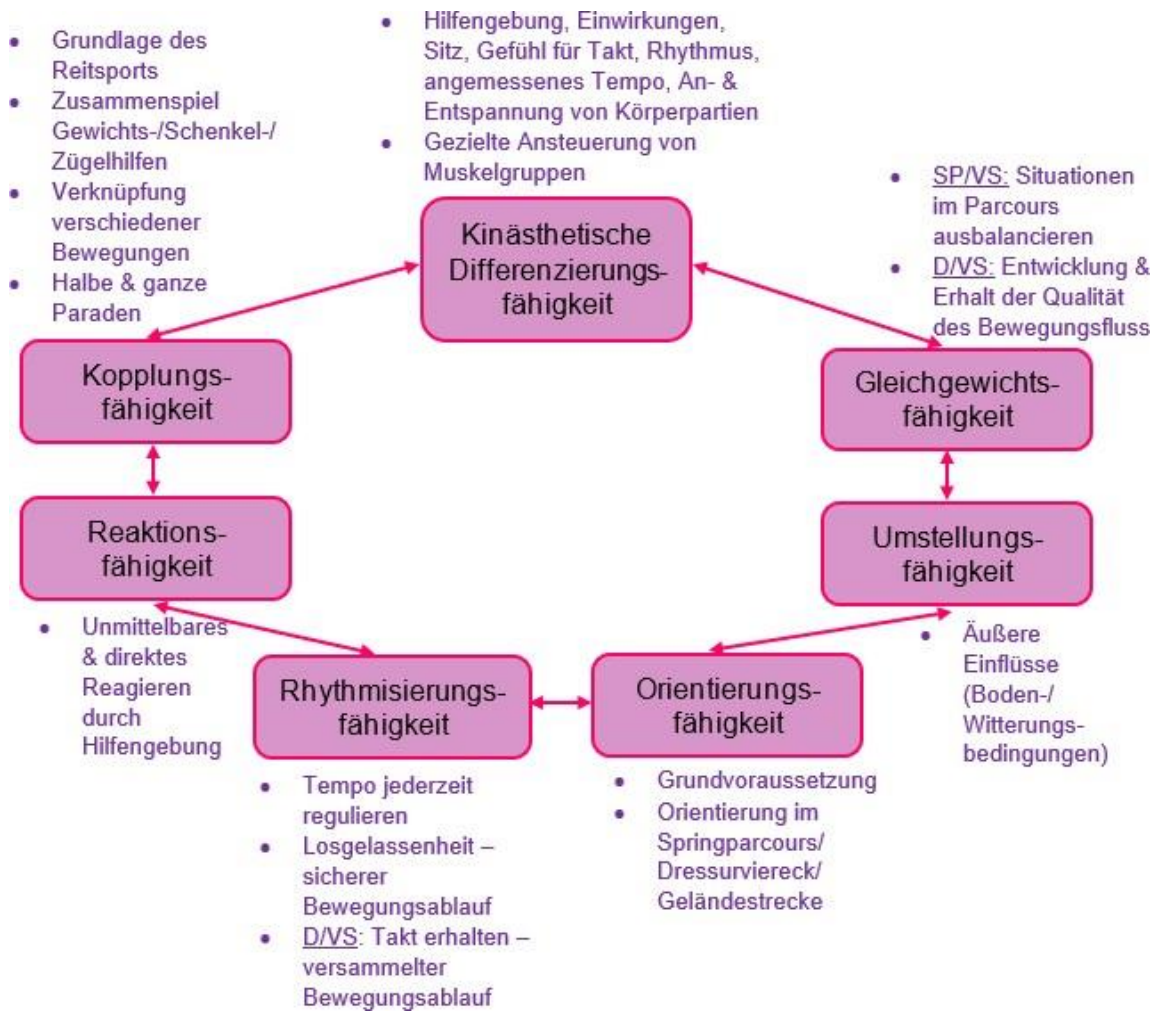 ● Grundlage des
Reitsports
● Zusammenspiel
Gewichts-/Schenkel-/
Zügelhilfen
● Verknüpfung
verschiedener
Bewegungen
● Halbe & ganze
Paraden
● Hilfengebung, Einwirkungen,
Sitz, Gefühl für Takt, Rhythmus,
angemessenes Tempo, An- &
Entspannung von Körperpartien
● Gezielte Ansteuerung von
Muskelgruppen
● SP/VS: Situationen
im Parcours
ausbalancieren
● D/VS: Entwicklung &
Erhalt der Qualität
des Bewegungsfluss
Kinästhetische
Differenzierungs-
fähigkeit
Kopplungs-
fähigkeit
Gleichgewichts-
fähigkeit
Reaktions-
fähigkeit
Umstellungs-
fähigkeit
● Unmittelbares
& direktes
Reagieren
durch
Hilfengebung
Rhythmisierungs-
fähigkeit
Orientierungs-
fähigkeit
● Äußere
Einflüsse
(Boden-/
Witterungs-
bedingungen)
● Tempo jederzeit
regulieren
● Losgelassenheit –
sicherer
Bewegungsablauf
● D/VS: Takt erhalten –
versammelter
Bewegungsablauf
● Grundvoraussetzung
● Orientierung im
Springparcours/
Dressurviereck/
Geländestrecke